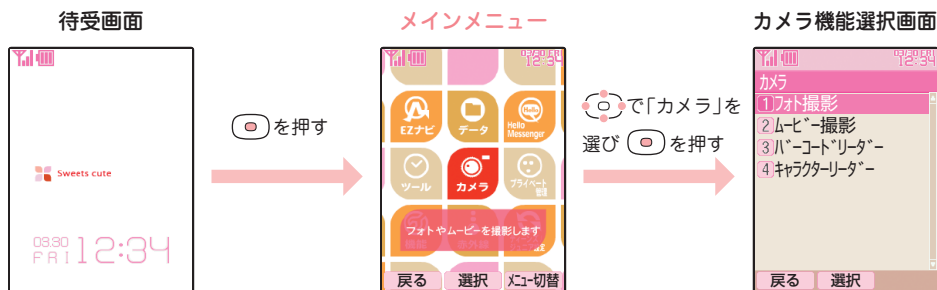 待受画面
メインメニュー
カメラ機能選択画面
Sweets cute
03.30
FRI 12:34
を押す
12:34
EZナビ
データ
Hello Messenger
ツール
カメラ
プライベート管理
フォトやムービーを撮影します
戻る 選択 メニュー切替
で「カメラ」を
選び を押す
12:34
カメラ
1 フォト撮影
2 ムービー撮影
3 バーコードリーダー
4 キャラクターリーダー
戻る 選択